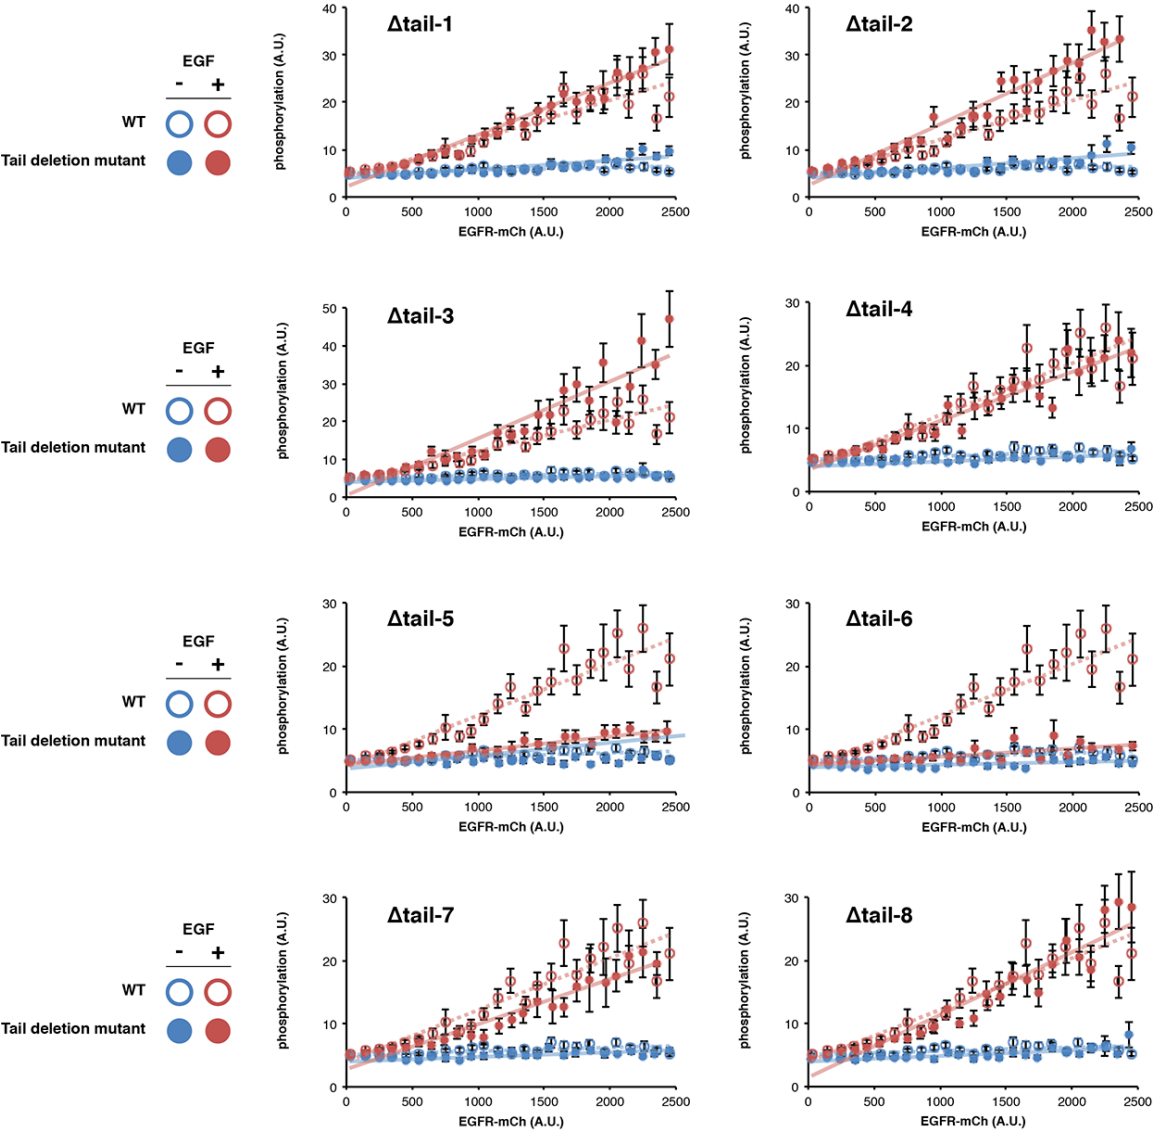 EGF
- +
WT
Tail deletion mutant
Δtail-1
phosphorylation (A.U.)
40
30
20
10
0
0 500 1000 1500 2000 2500
EGFR-mCh (A.U.)
Δtail-2
phosphorylation (A.U.)
40
30
20
10
0
0 500 1000 1500 2000 2500
EGFR-mCh (A.U.)
EGF
- +
WT
Tail deletion mutant
Δtail-3
phosphorylation (A.U.)
50
40
30
20
10
0
0 500 1000 1500 2000 2500
EGFR-mCh (A.U.)
Δtail-4
phosphorylation (A.U.)
30
20
10
0
0 500 1000 1500 2000 2500
EGFR-mCh (A.U.)
EGF
- +
WT
Tail deletion mutant
Δtail-5
phosphorylation (A.U.)
30
20
10
0
0 500 1000 1500 2000 2500
EGFR-mCh (A.U.)
Δtail-6
phosphorylation (A.U.)
30
20
10
0
0 500 1000 1500 2000 2500
EGFR-mCh (A.U.)
EGF
- +
WT
Tail deletion mutant
Δtail-7
phosphorylation (A.U.)
30
20
10
0
0 500 1000 1500 2000 2500
EGFR-mCh (A.U.)
Δtail-8
phosphorylation (A.U.)
30
20
10
0
0 500 1000 1500 2000 2500
EGFR-mCh (A.U.)